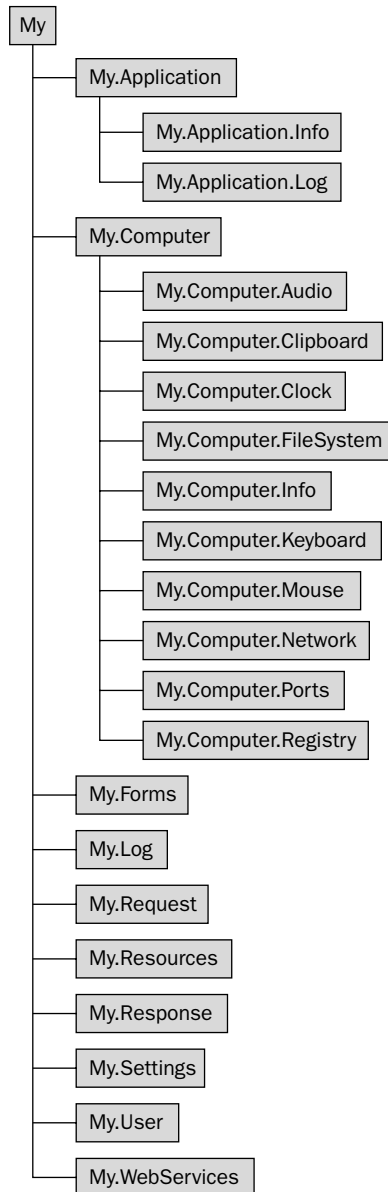 My
My.Application
My.Application.Info
My.Application.Log
My.Computer
My.Computer.Audio
My.Computer.Clipboard
My.Computer.Clock
My.Computer.FileSystem
My.Computer.Info
My.Computer.Keyboard
My.Computer.Mouse
My.Computer.Network
My.Computer.Ports
My.Computer.Registry
My.Forms
My.Log
My.Request
My.Resources
My.Response
My.Settings
My.User
My.WebServices